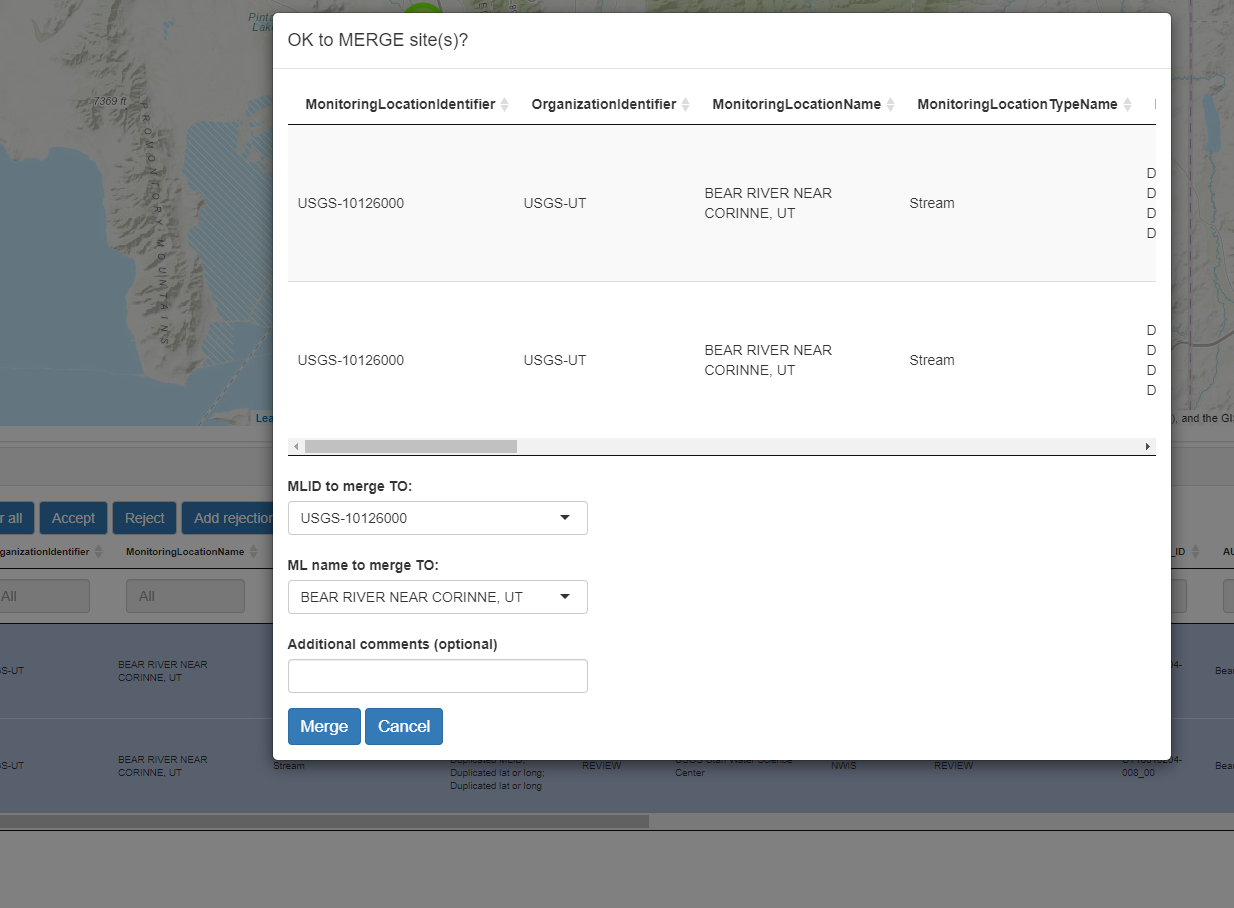 Pint
Lake
7369 ft
PROMONTORY MOUNTAINS
Lea
), and the GI
OK to MERGE site(s)?
MonitoringLocationIdentifier OrganizationIdentifier MonitoringLocationName MonitoringLocationTypeName
USGS-10126000 USGS-UT BEAR RIVER NEAR CORINNE, UT Stream
D
D
D
D
USGS-10126000 USGS-UT BEAR RIVER NEAR CORINNE, UT Stream
D
D
D
D
MLID to merge TO:
USGS-10126000
ML name to merge TO:
BEAR RIVER NEAR CORINNE, UT
Additional comments (optional)
Merge Cancel
r all Accept Reject Add rejection
ganizationIdentifier MonitoringLocationName _ID AU
All All
GS-UT BEAR RIVER NEAR 04- Bea
CORINNE, UT
GS-UT BEAR RIVER NEAR Stream Duplicated MLID; REVIEW USGS Utah Water Science NWIS REVIEW Bea
CORINNE, UT Duplicated lat or long; Center 008_00
Duplicated lat or long